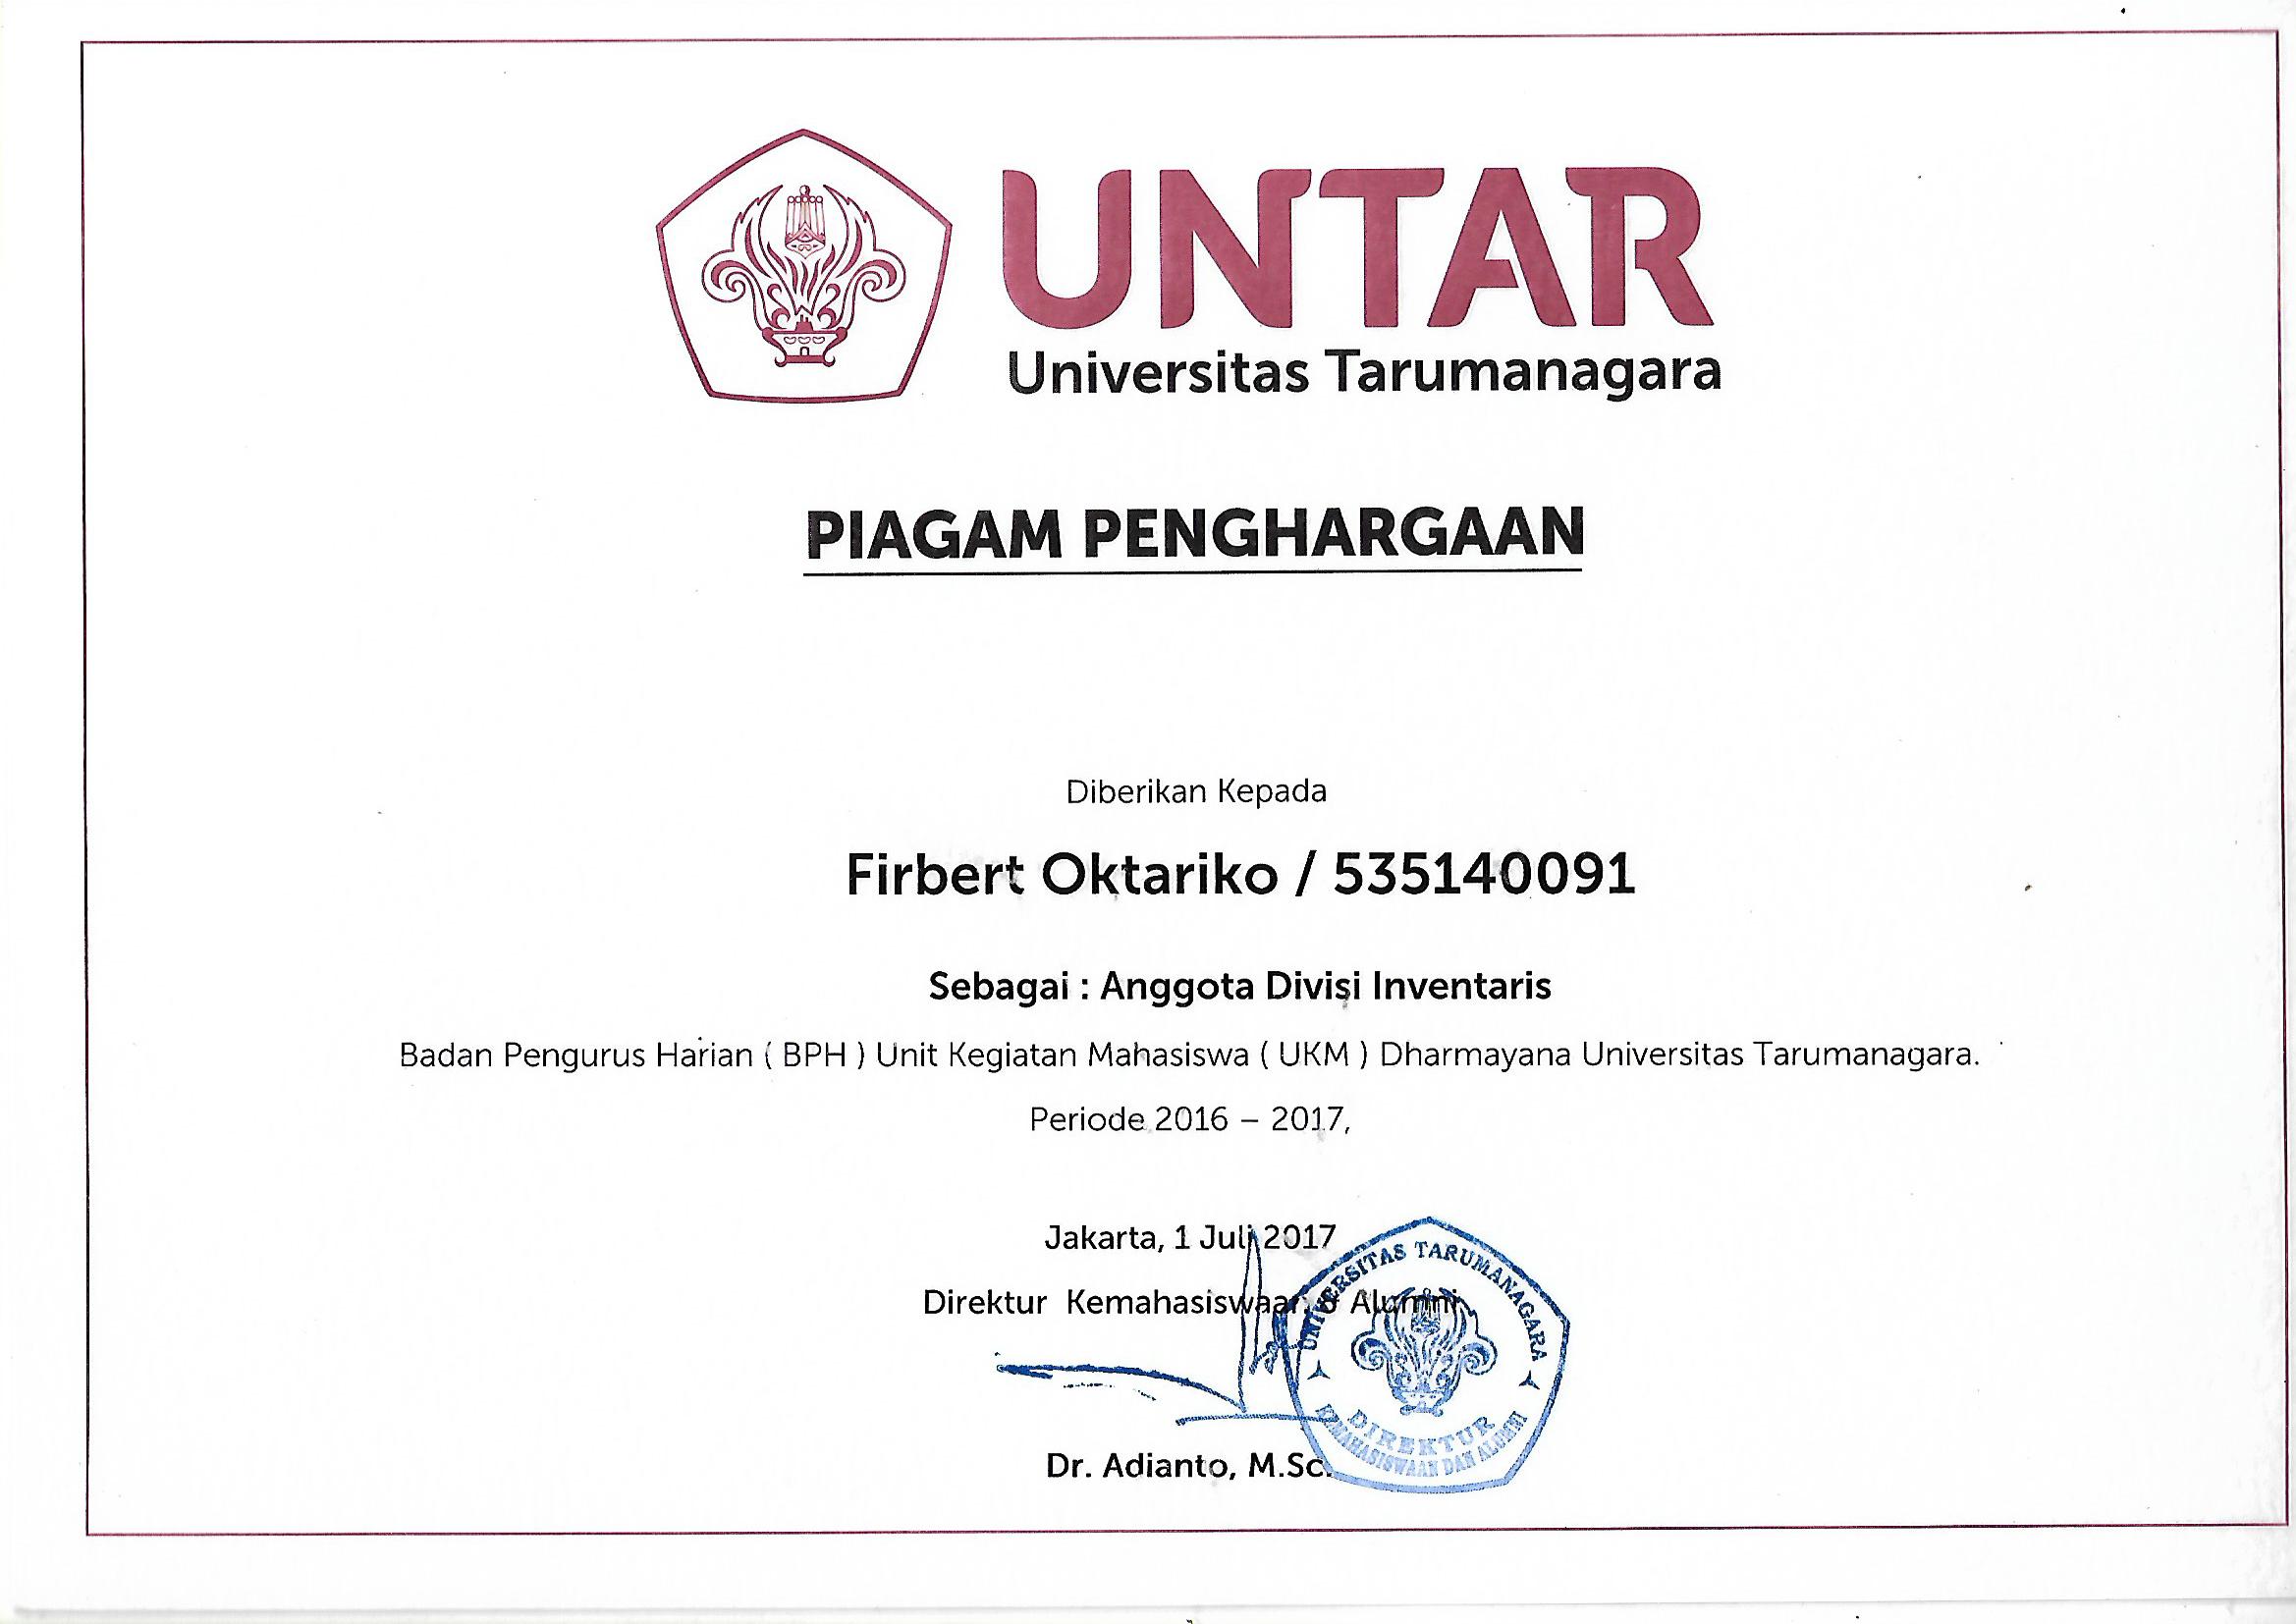 UNTAR
Universitas Tarumanagara
PIAGAM PENGHARGAAN
Diberikan Kepada
Firbert Oktariko / 535140091
Sebagai : Anggota Divisi Inventaris
Badan Pengurus Harian ( BPH ) Unit Kegiatan Mahasiswa ( UKM ) Dharmayana Universitas Tarumanagara.
Periode 2016 – 2017,
Jakarta, 1 Juli 2017
Direktur Kemahasiswaan & Alumni
UNIVERSITAS TARUMANAGARA
DIREKTUR
KEMAHASISWAAN DAN ALUMNI
Dr. Adianto, M.Sc.